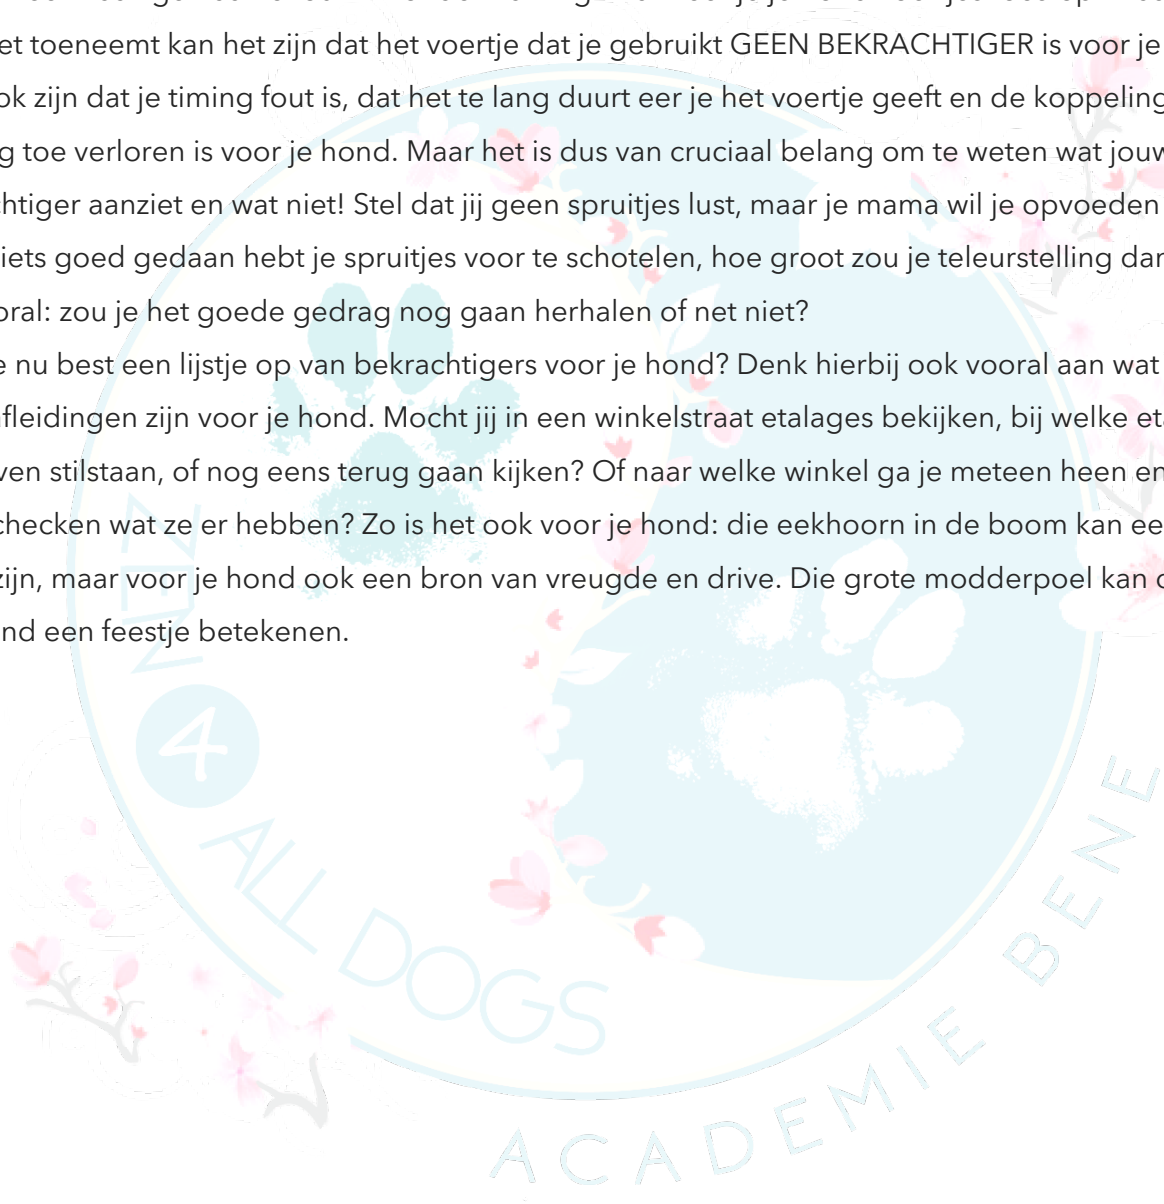 et toeneemt kan het zijn dat het voertje dat je gebruikt GEEN BEKRACHTIGER is voor je
ok zijn dat je timing fout is, dat het te lang duurt eer je het voertje geeft en de koppeling
g toe verloren is voor je hond. Maar het is dus van cruciaal belang om te weten wat jouw
chtiger aanziet en wat niet! Stel dat jij geen spruitjes lust, maar je mama wil je opvoeden
iets goed gedaan hebt je spruitjes voor te schotelen, hoe groot zou je teleurstelling dan
oral: zou je het goede gedrag nog gaan herhalen of net niet?
e nu best een lijstje op van bekrachtigers voor je hond? Denk hierbij ook vooral aan wat
fleidingen zijn voor je hond. Mocht jij in een winkelstraat etalages bekijken, bij welke eta
ven stilstaan, of nog eens terug gaan kijken? Of naar welke winkel ga je meteen heen en
checken wat ze er hebben? Zo is het ook voor je hond: die eekhoorn in de boom kan ee
zijn, maar voor je hond ook een bron van vreugde en drive. Die grote modderpoel kan
nd een feestje betekenen.
ZEN
4
ALL DOGS
ACADEMIE BENE